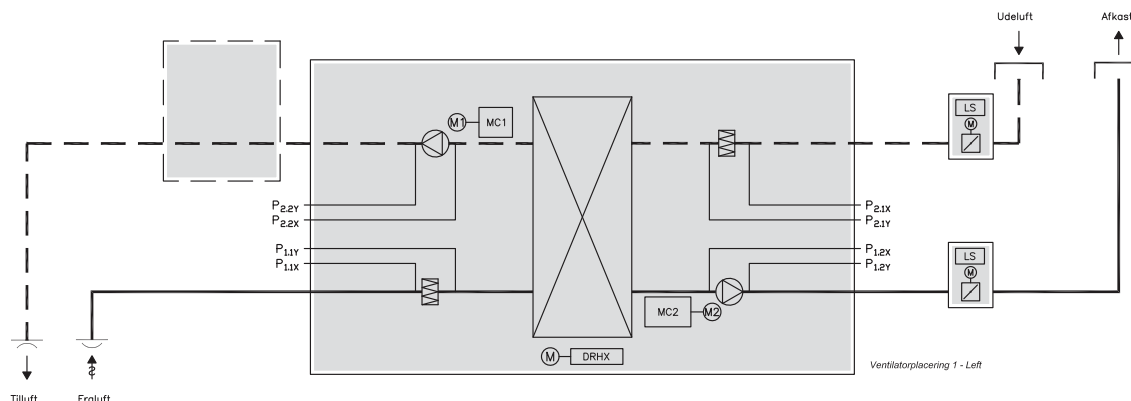 Udeluft Afkast
LS
M
M1 MC1
P2.2Y
P2.2X
P2.1X
P2.1Y
P1.1Y
P1.1X
P1.2X
P1.2Y
LS
M
MC2 M2
M DRHX
Ventilatorplacering 1 - Left
Tilluft Fraluft